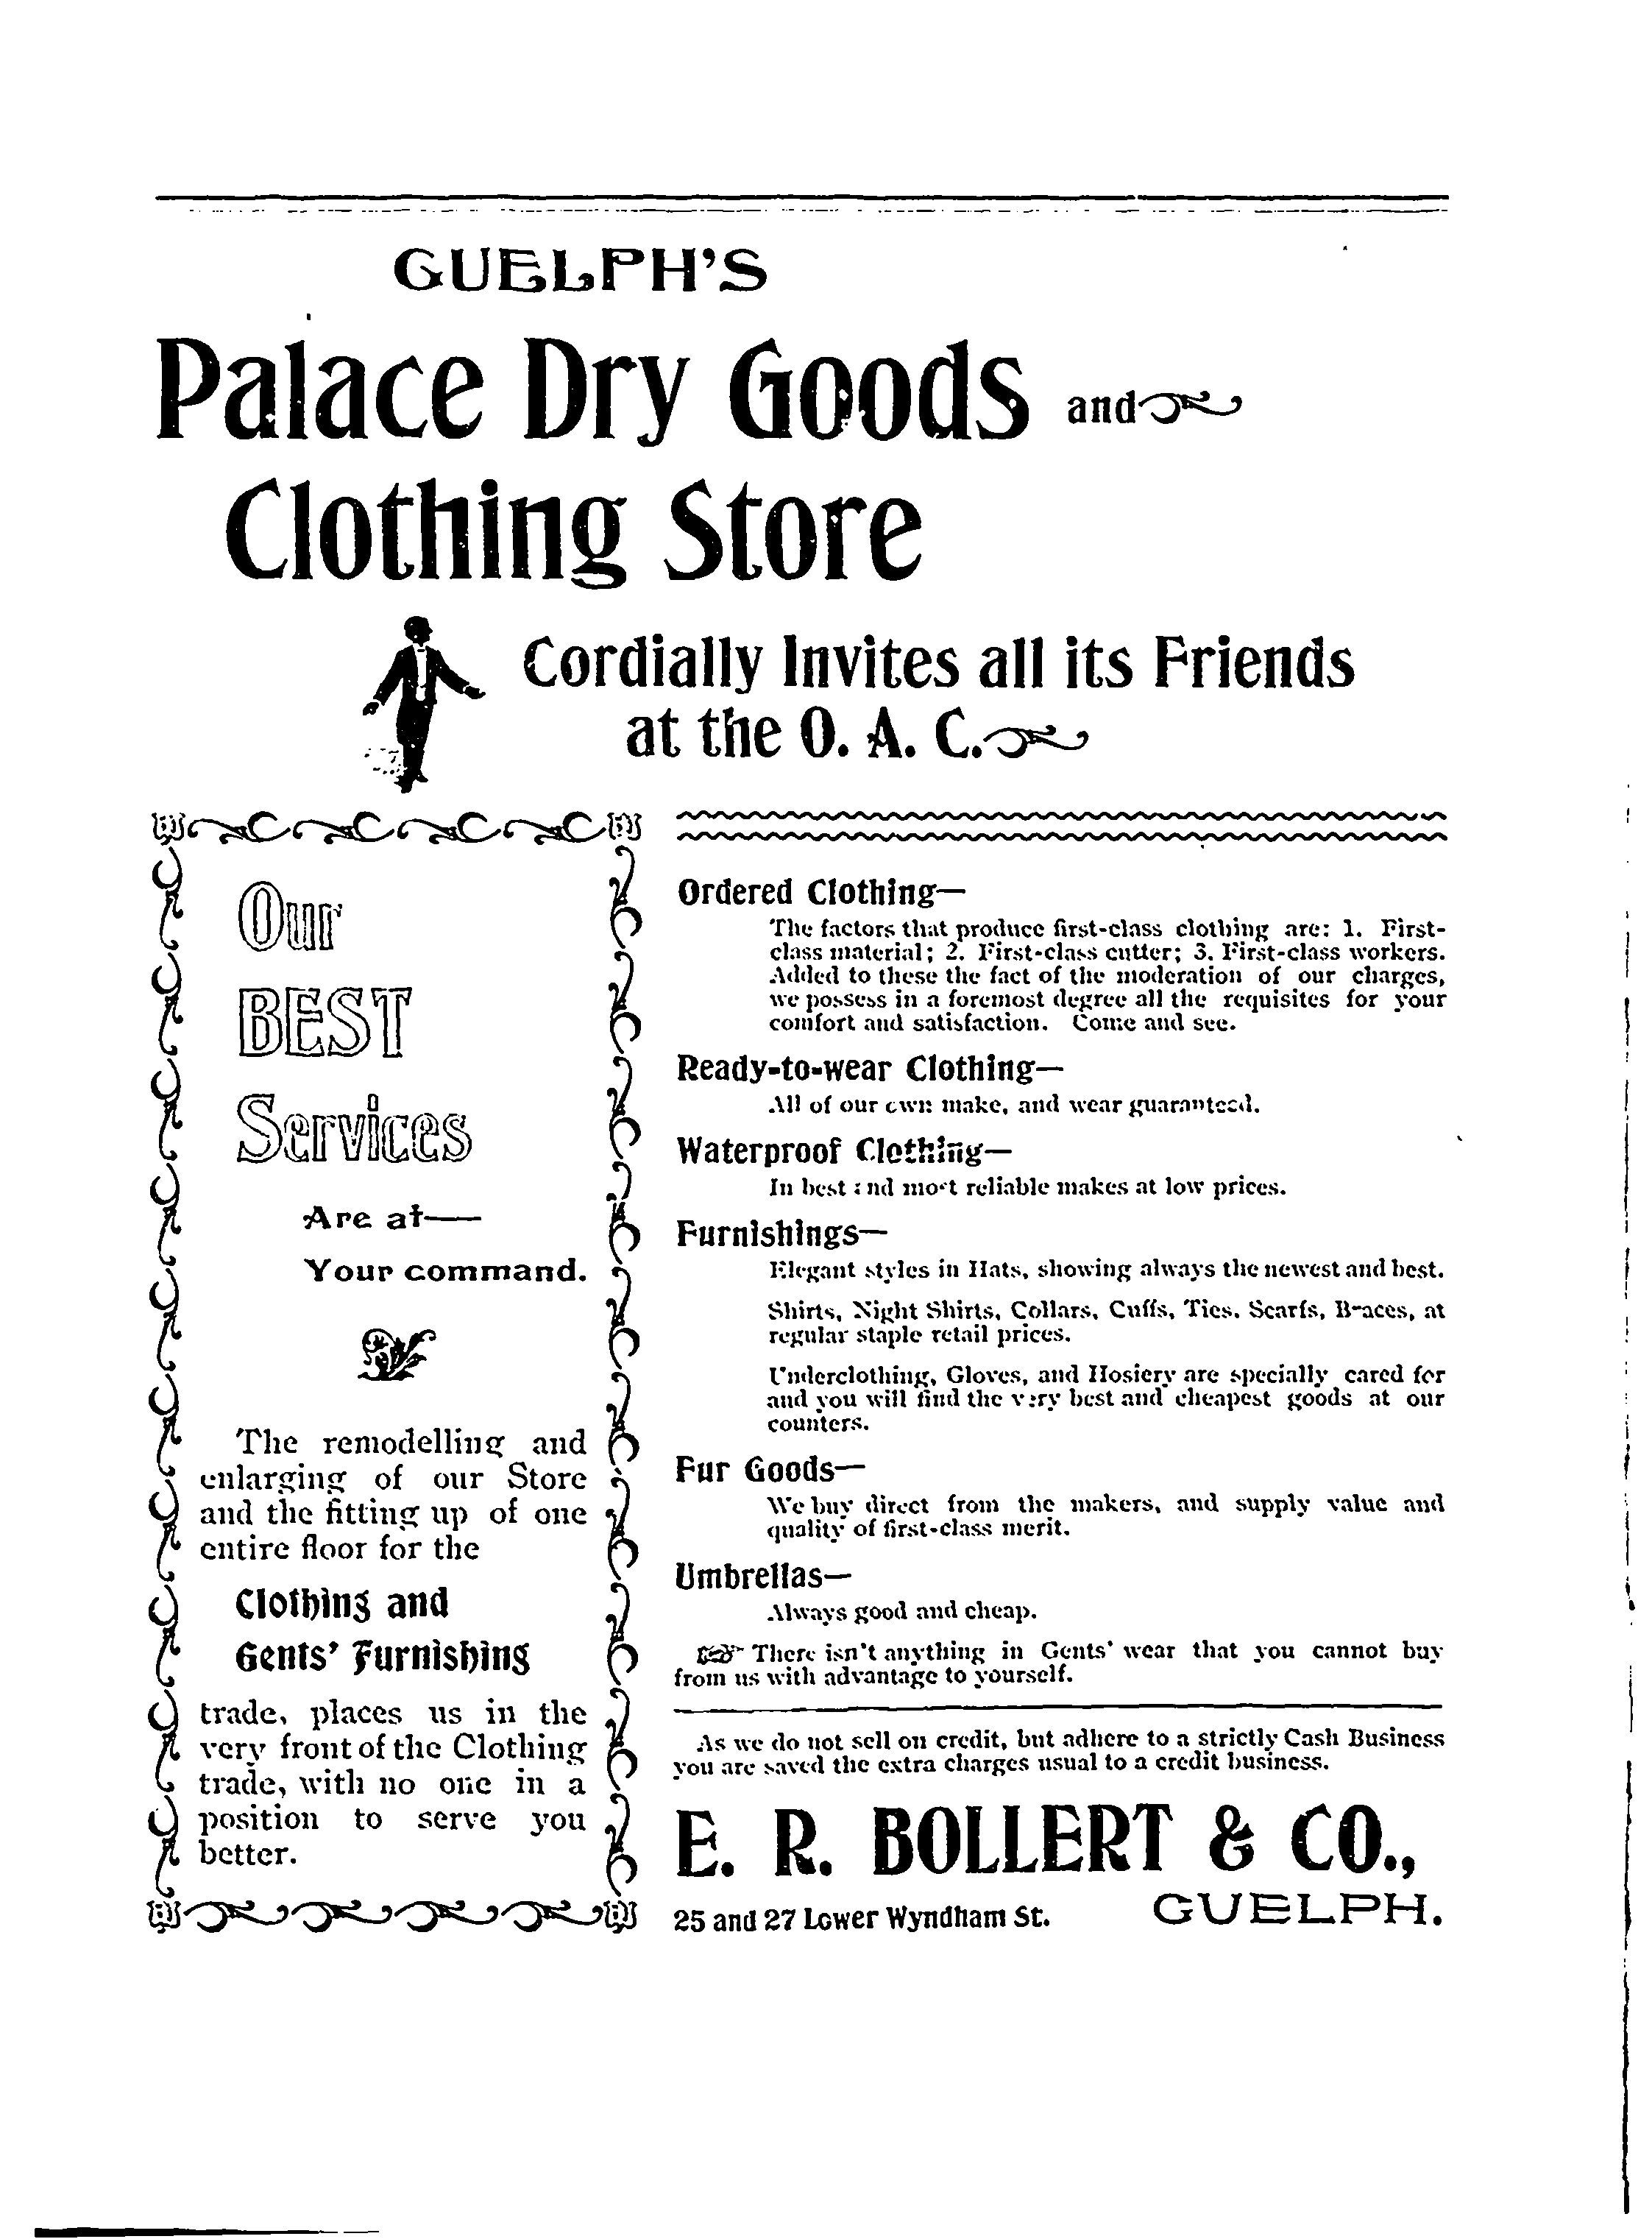 GUELPH'S
Palace Dry Goods and
Clothing Store
Cordially Invites all its Friends
at the O. A. C.
Our
BEST
Services
Are at—
Your command.
The remodelling and
enlarging of our Store
and the fitting up of one
entire floor for the
Clothing and
Gents' Furnishing
trade, places us in the
very front of the Clothing
trade, with no one in a
position to serve you
better.
Ordered Clothing—
The factors that produce first-class clothing are: 1. First-
class material; 2. First-class cutter; 3. First-class workers.
Added to these the fact of the moderation of our charges,
we possess in a foremost degree all the requisites for your
comfort and satisfaction. Come and see.
Ready-to-wear Clothing—
All of our own make, and wear guaranteed.
Waterproof Clothing—
In best and most reliable makes at low prices.
Furnishings—
Elegant styles in Hats, showing always the newest and best.
Shirts, Night Shirts, Collars, Cuffs, Ties, Scarfs, Braces, at
regular staple retail prices.
Underclothing, Gloves, and Hosiery are specially cared for
and you will find the very best and cheapest goods at our
counters.
Fur Goods—
We buy direct from the makers, and supply value and
quality of first-class merit.
Umbrellas—
Always good and cheap.
There isn't anything in Gents' wear that you cannot buy
from us with advantage to yourself.
As we do not sell on credit, but adhere to a strictly Cash Business
you are saved the extra charges usual to a credit business.
E. R. BOLLERT & CO.,
25 and 27 Lower Wyndham St. GUELPH.